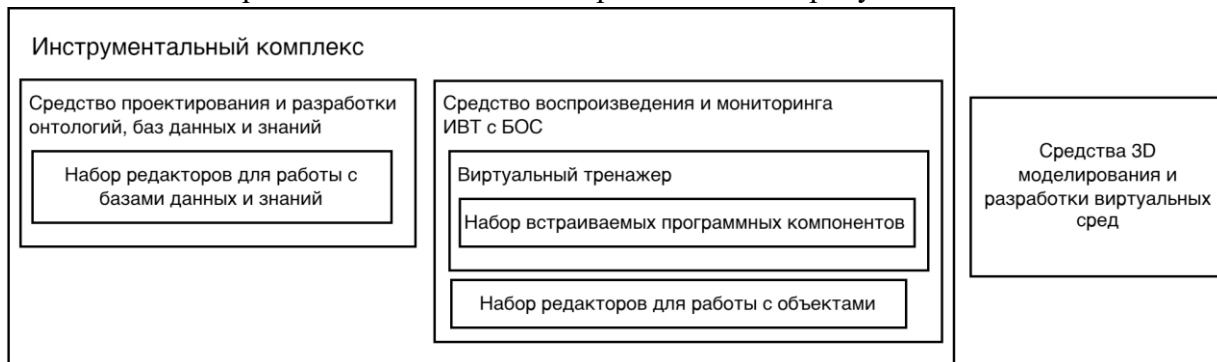 Инструментальный комплекс
Средство проектирования и разработки
онтологий, баз данных и знаний
Набор редакторов для работы с
базами данных и знаний
Средство воспроизведения и мониторинга
ИВТ с БОС
Виртуальный тренажер
Набор встраиваемых программных компонентов
Набор редакторов для работы с объектами
Средства 3D
моделирования и
разработки виртуальных
сред